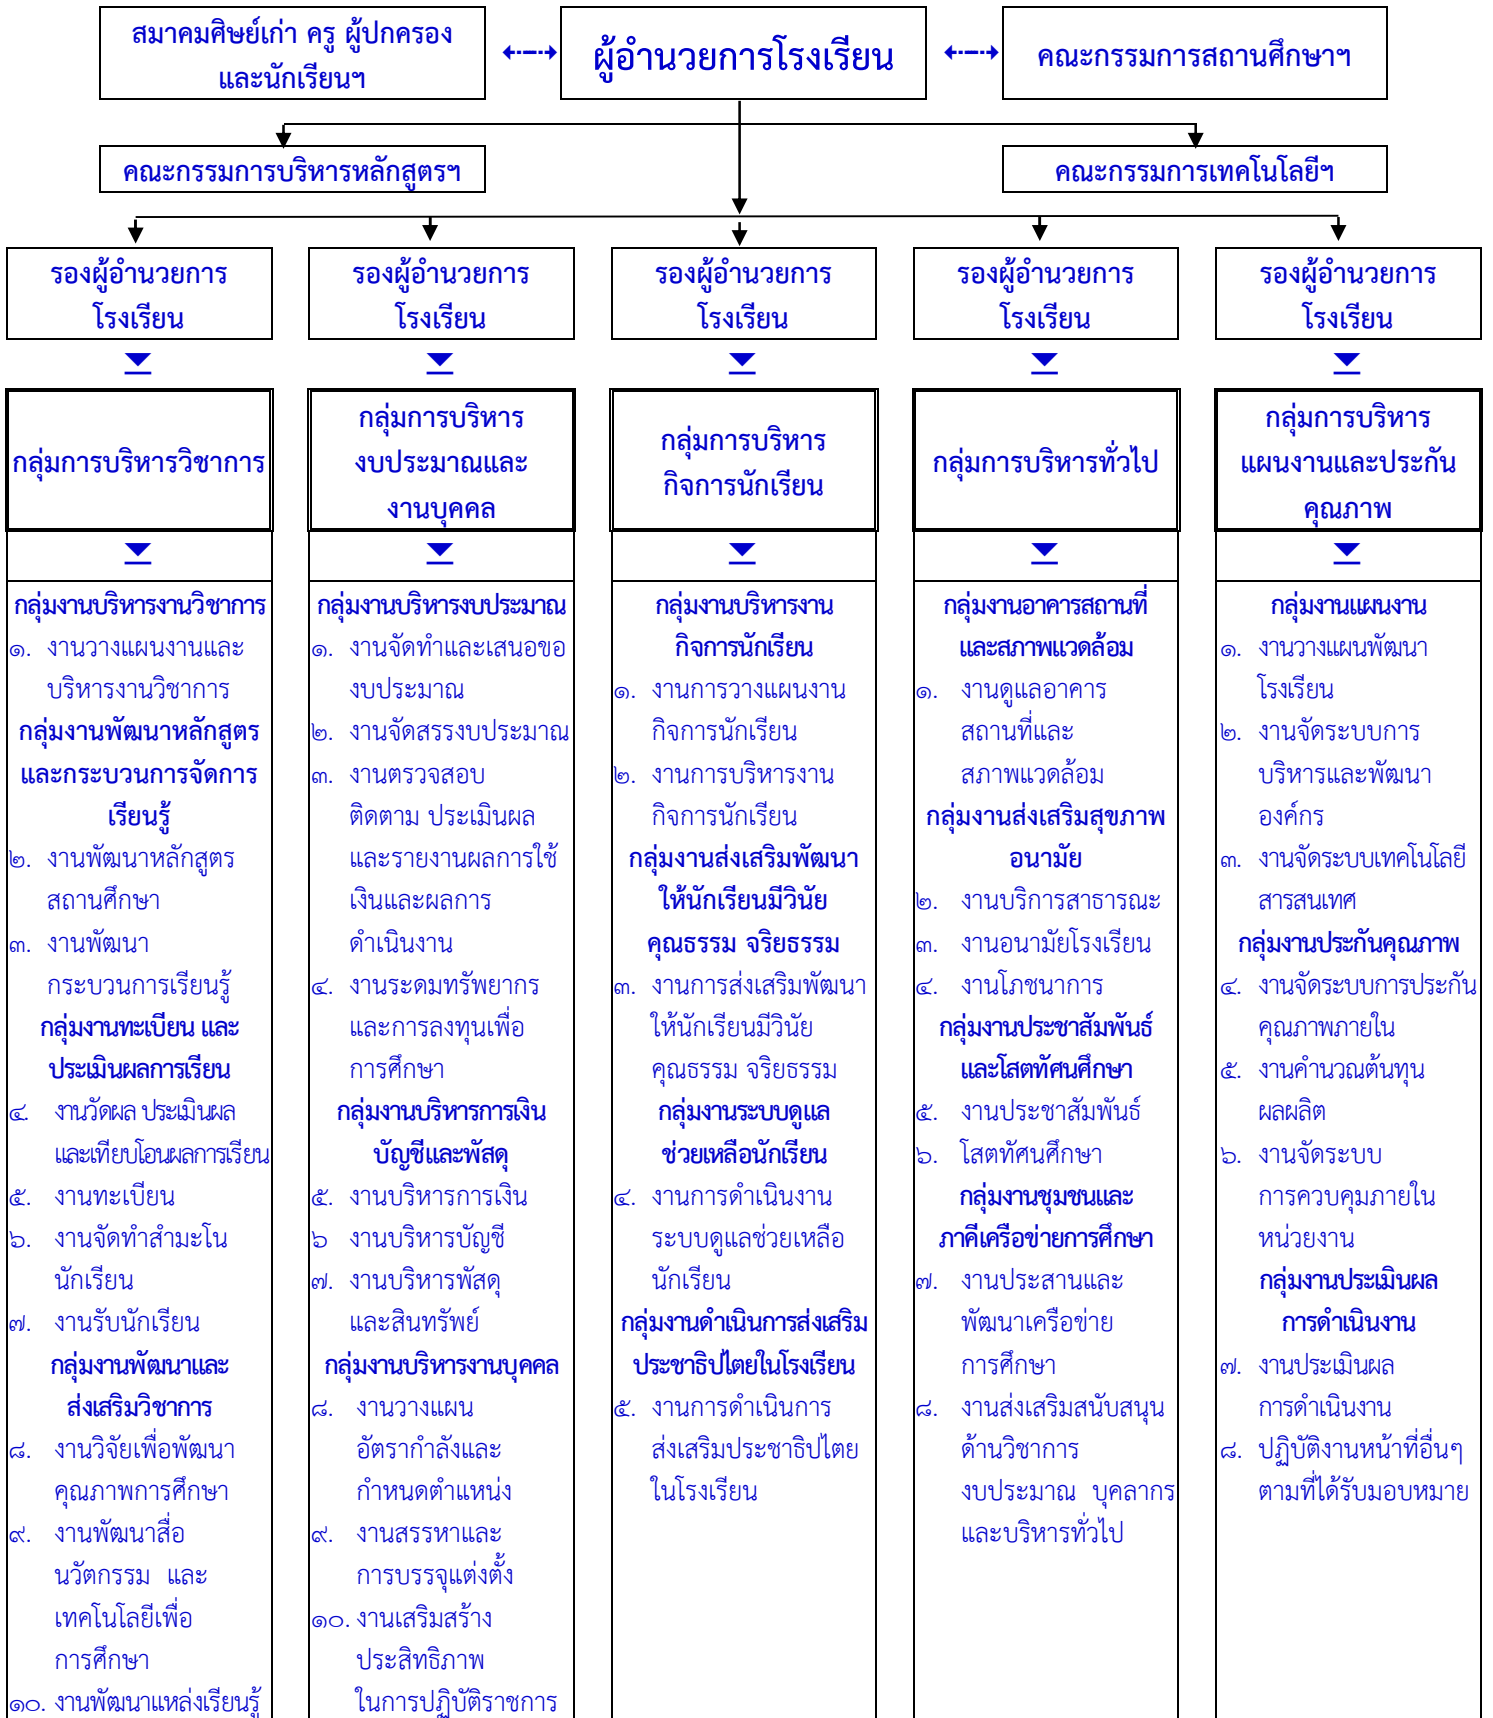 สมาคมศิษย์เก่า ครู ผู้ปกครอง
และนักเรียนฯ
ผู้อำนวยการโรงเรียน
คณะกรรมการสถานศึกษาฯ
คณะกรรมการบริหารหลักสูตรฯ
คณะกรรมการเทคโนโลยีฯ
รองผู้อำนวยการ
โรงเรียน
รองผู้อำนวยการ
โรงเรียน
รองผู้อำนวยการ
โรงเรียน
รองผู้อำนวยการ
โรงเรียน
รองผู้อำนวยการ
โรงเรียน
กลุ่มการบริหารวิชาการ
กลุ่มการบริหาร
งบประมาณและ
งานบุคคล
กลุ่มการบริหาร
กิจการนักเรียน
กลุ่มการบริหารทั่วไป
กลุ่มการบริหาร
แผนงานและประกัน
คุณภาพ
กลุ่มงานบริหารงานวิชาการ
๑. งานวางแผนงานและ
บริหารงานวิชาการ
กลุ่มงานพัฒนาหลักสูตร
และกระบวนการจัดการ
เรียนรู้
๒. งานพัฒนาหลักสูตร
สถานศึกษา
๓. งานพัฒนา
กระบวนการเรียนรู้
กลุ่มงานทะเบียน และ
ประเมินผลการเรียน
๔. งานวัดผล ประเมินผล
และเทียบโอนผลการเรียน
๕. งานทะเบียน
๖. งานจัดทำสำมะโน
นักเรียน
๗. งานรับนักเรียน
กลุ่มงานพัฒนาและ
ส่งเสริมวิชาการ
๘. งานวิจัยเพื่อพัฒนา
คุณภาพการศึกษา
๙. งานพัฒนาสื่อ
นวัตกรรม และ
เทคโนโลยีเพื่อ
การศึกษา
๑๐. งานพัฒนาแหล่งเรียนรู้
กลุ่มงานบริหารงบประมาณ
๑. งานจัดทำและเสนอขอ
งบประมาณ
๒. งานจัดสรรงบประมาณ
๓. งานตรวจสอบ
ติดตาม ประเมินผล
และรายงานผลการใช้
เงินและผลการ
ดำเนินงาน
๔. งานระดมทรัพยากร
และการลงทุนเพื่อ
การศึกษา
กลุ่มงานบริหารการเงิน
บัญชีและพัสดุ
๕. งานบริหารการเงิน
๖ งานบริหารบัญชี
๗. งานบริหารพัสดุ
และสินทรัพย์
กลุ่มงานบริหารงานบุคคล
๘. งานวางแผน
อัตรากำลังและ
กำหนดตำแหน่ง
๙. งานสรรหาและ
การบรรจุแต่งตั้ง
๑๐. งานเสริมสร้าง
ประสิทธิภาพ
ในการปฏิบัติราชการ
กลุ่มงานบริหารงาน
กิจการนักเรียน
๑. งานการวางแผนงาน
กิจการนักเรียน
๒. งานการบริหารงาน
กิจการนักเรียน
กลุ่มงานส่งเสริมพัฒนา
ให้นักเรียนมีวินัย
คุณธรรม จริยธรรม
๓. งานการส่งเสริมพัฒนา
ให้นักเรียนมีวินัย
คุณธรรม จริยธรรม
กลุ่มงานระบบดูแล
ช่วยเหลือนักเรียน
๔. งานการดำเนินงาน
ระบบดูแลช่วยเหลือ
นักเรียน
กลุ่มงานดำเนินการส่งเสริม
ประชาธิปไตยในโรงเรียน
๕. งานการดำเนินการ
ส่งเสริมประชาธิปไตย
ในโรงเรียน
กลุ่มงานอาคารสถานที่
และสภาพแวดล้อม
๑. งานดูแลอาคาร
สถานที่และ
สภาพแวดล้อม
กลุ่มงานส่งเสริมสุขภาพ
อนามัย
๒. งานบริการสาธารณะ
๓. งานอนามัยโรงเรียน
๔. งานโภชนาการ
กลุ่มงานประชาสัมพันธ์
และโสตทัศนศึกษา
๕. งานประชาสัมพันธ์
๖. โสตทัศนศึกษา
กลุ่มงานชุมชนและ
ภาคีเครือข่ายการศึกษา
๗. งานประสานและ
พัฒนาเครือข่าย
การศึกษา
๘. งานส่งเสริมสนับสนุน
ด้านวิชาการ
งบประมาณ บุคลากร
และบริหารทั่วไป
กลุ่มงานแผนงาน
๑. งานวางแผนพัฒนา
โรงเรียน
๒. งานจัดระบบการ
บริหารและพัฒนา
องค์กร
๓. งานจัดระบบเทคโนโลยี
สารสนเทศ
กลุ่มงานประกันคุณภาพ
๔. งานจัดระบบการประกัน
คุณภาพภายใน
๕. งานคำนวณต้นทุน
ผลผลิต
๖. งานจัดระบบ
การควบคุมภายใน
หน่วยงาน
กลุ่มงานประเมินผล
การดำเนินงาน
๗. งานประเมินผล
การดำเนินงาน
๘. ปฏิบัติงานหน้าที่อื่นๆ
ตามที่ได้รับมอบหมาย